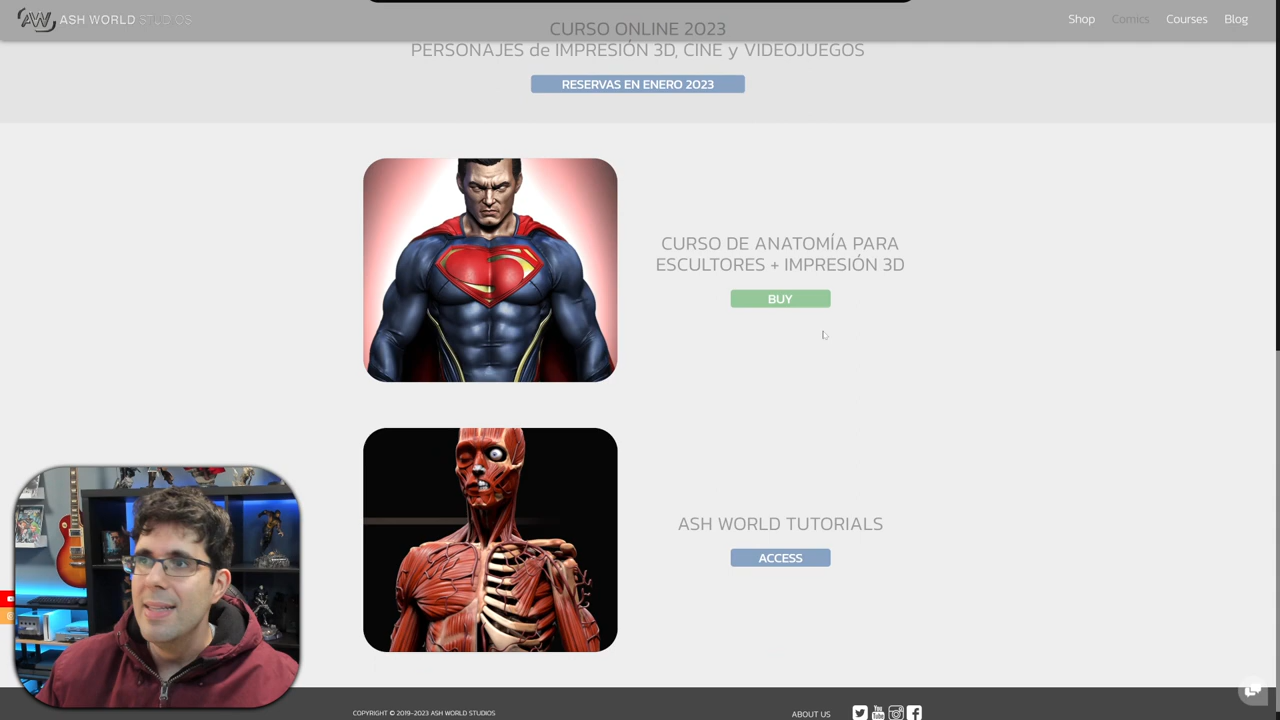 ASH WORLD STUDIOS
Shop Comics Courses Blog
CURSO ONLINE 2023
PERSONAJES de IMPRESIÓN 3D, CINE y VIDEOJUEGOS
RESERVAS EN ENERO 2023
CURSO DE ANATOMÍA PARA
ESCULTORES + IMPRESIÓN 3D
BUY
ASH WORLD TUTORIALS
ACCESS
COPYRIGHT © 2019-2023 ASH WORLD STUDIOS
ABOUT US